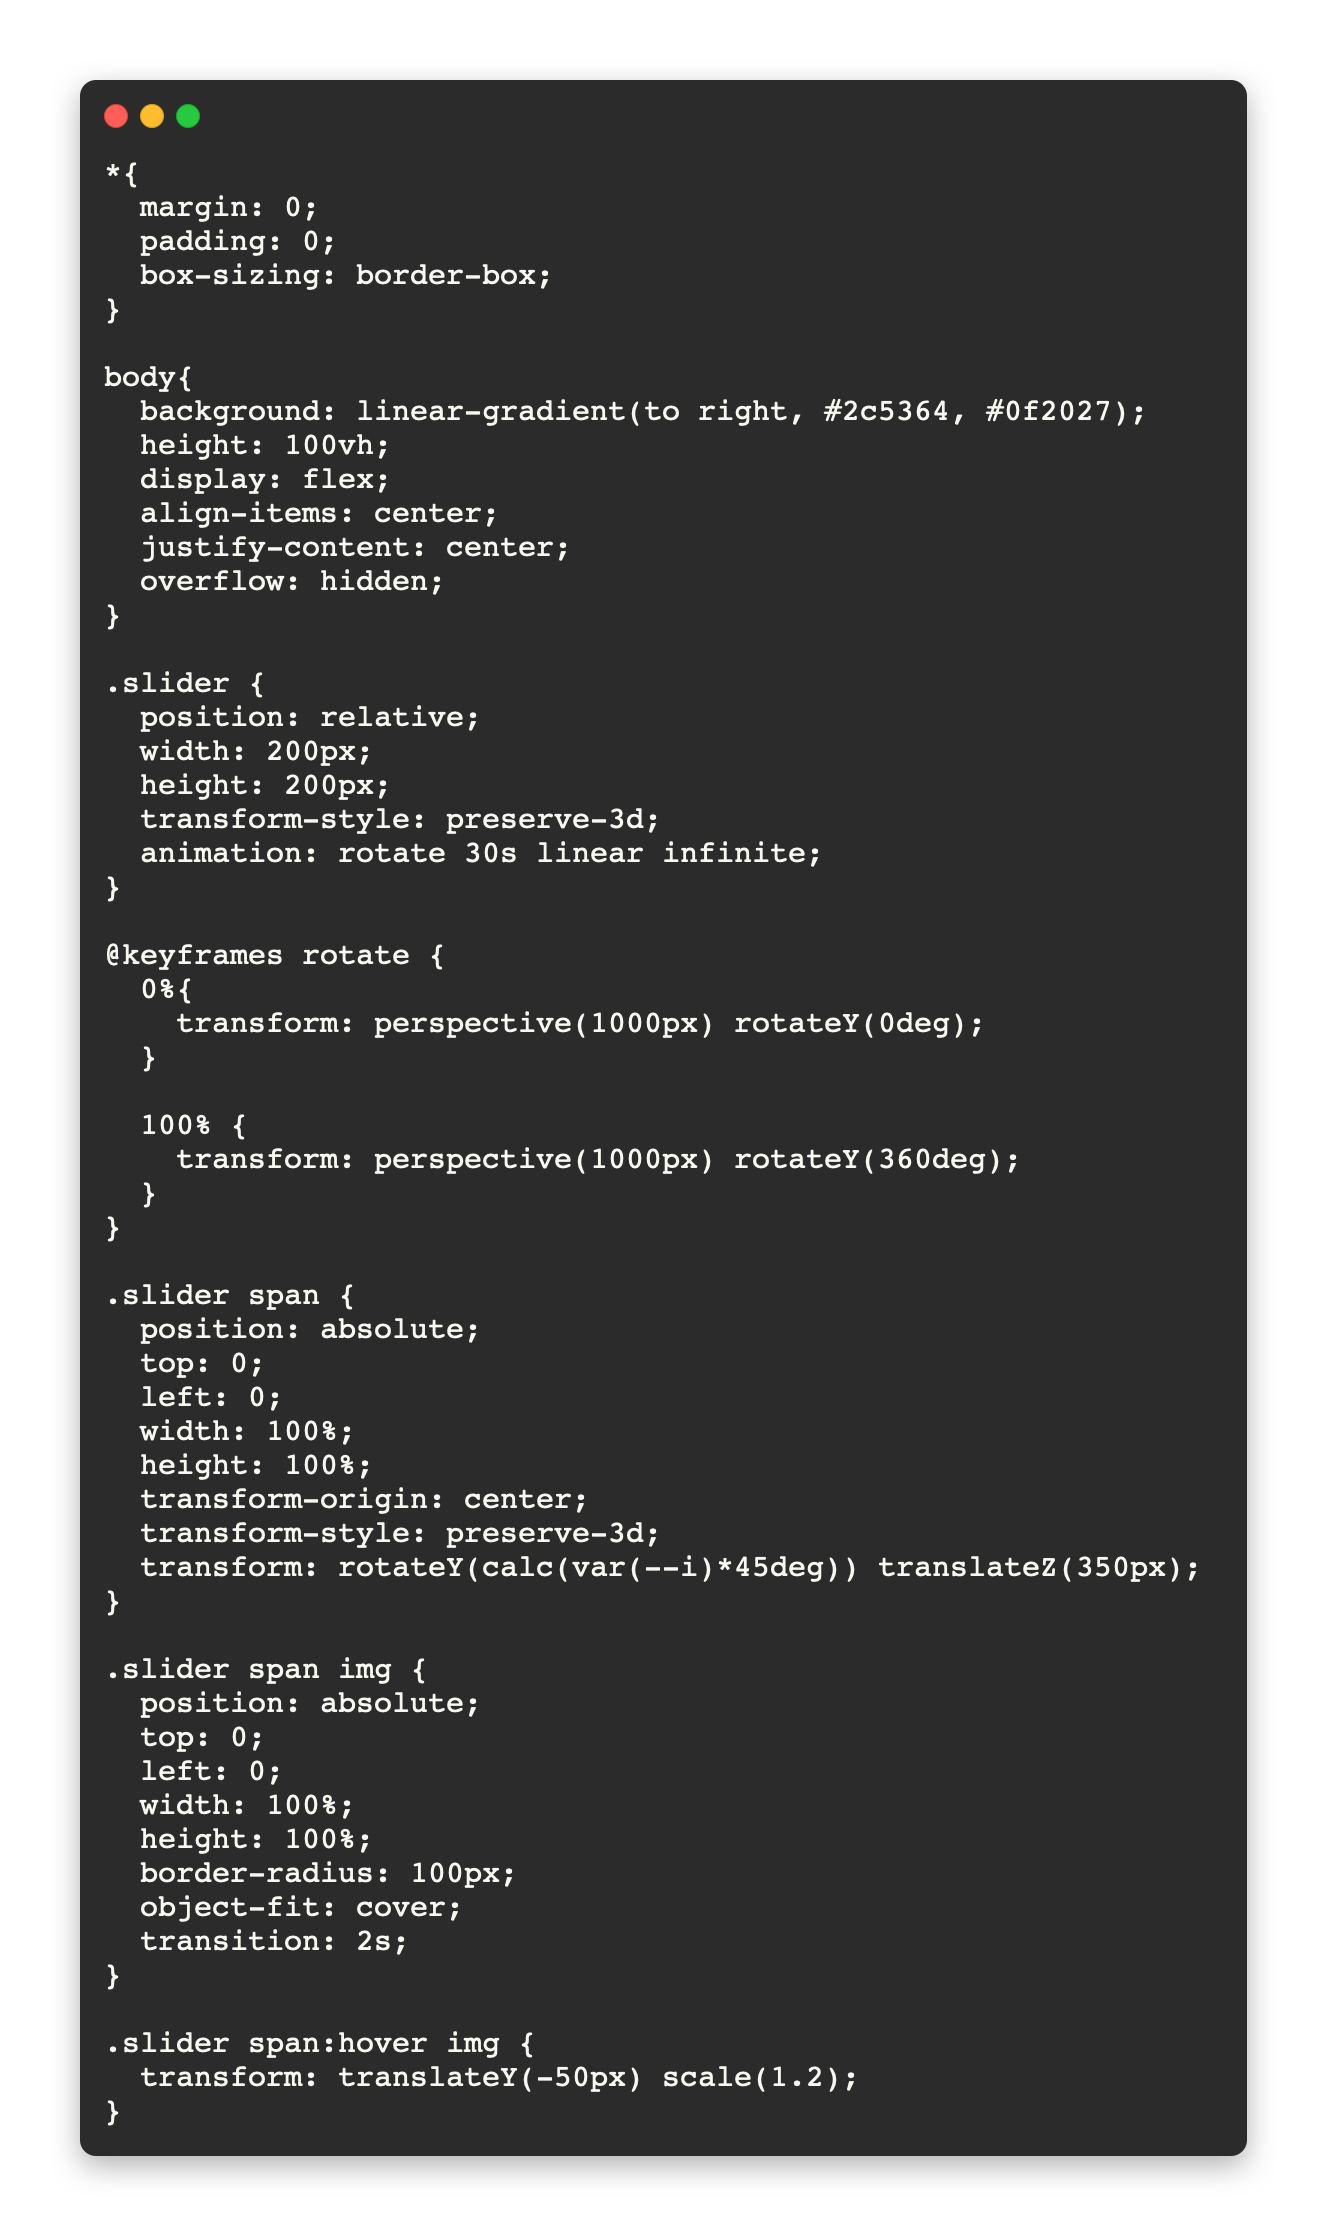 *{
  margin: 0;
  padding: 0;
  box-sizing: border-box;
}

body{
  background: linear-gradient(to right, #2c5364, #0f2027);
  height: 100vh;
  display: flex;
  align-items: center;
  justify-content: center;
  overflow: hidden;
}

.slider {
  position: relative;
  width: 200px;
  height: 200px;
  transform-style: preserve-3d;
  animation: rotate 30s linear infinite;
}

@keyframes rotate {
  0%{
    transform: perspective(1000px) rotateY(0deg);
  }

  100% {
    transform: perspective(1000px) rotateY(360deg);
  }
}

.slider span {
  position: absolute;
  top: 0;
  left: 0;
  width: 100%;
  height: 100%;
  transform-origin: center;
  transform-style: preserve-3d;
  transform: rotateY(calc(var(--i)*45deg)) translateZ(350px);
}

.slider span img {
  position: absolute;
  top: 0;
  left: 0;
  width: 100%;
  height: 100%;
  border-radius: 100px;
  object-fit: cover;
  transition: 2s;
}

.slider span:hover img {
  transform: translateY(-50px) scale(1.2);
}